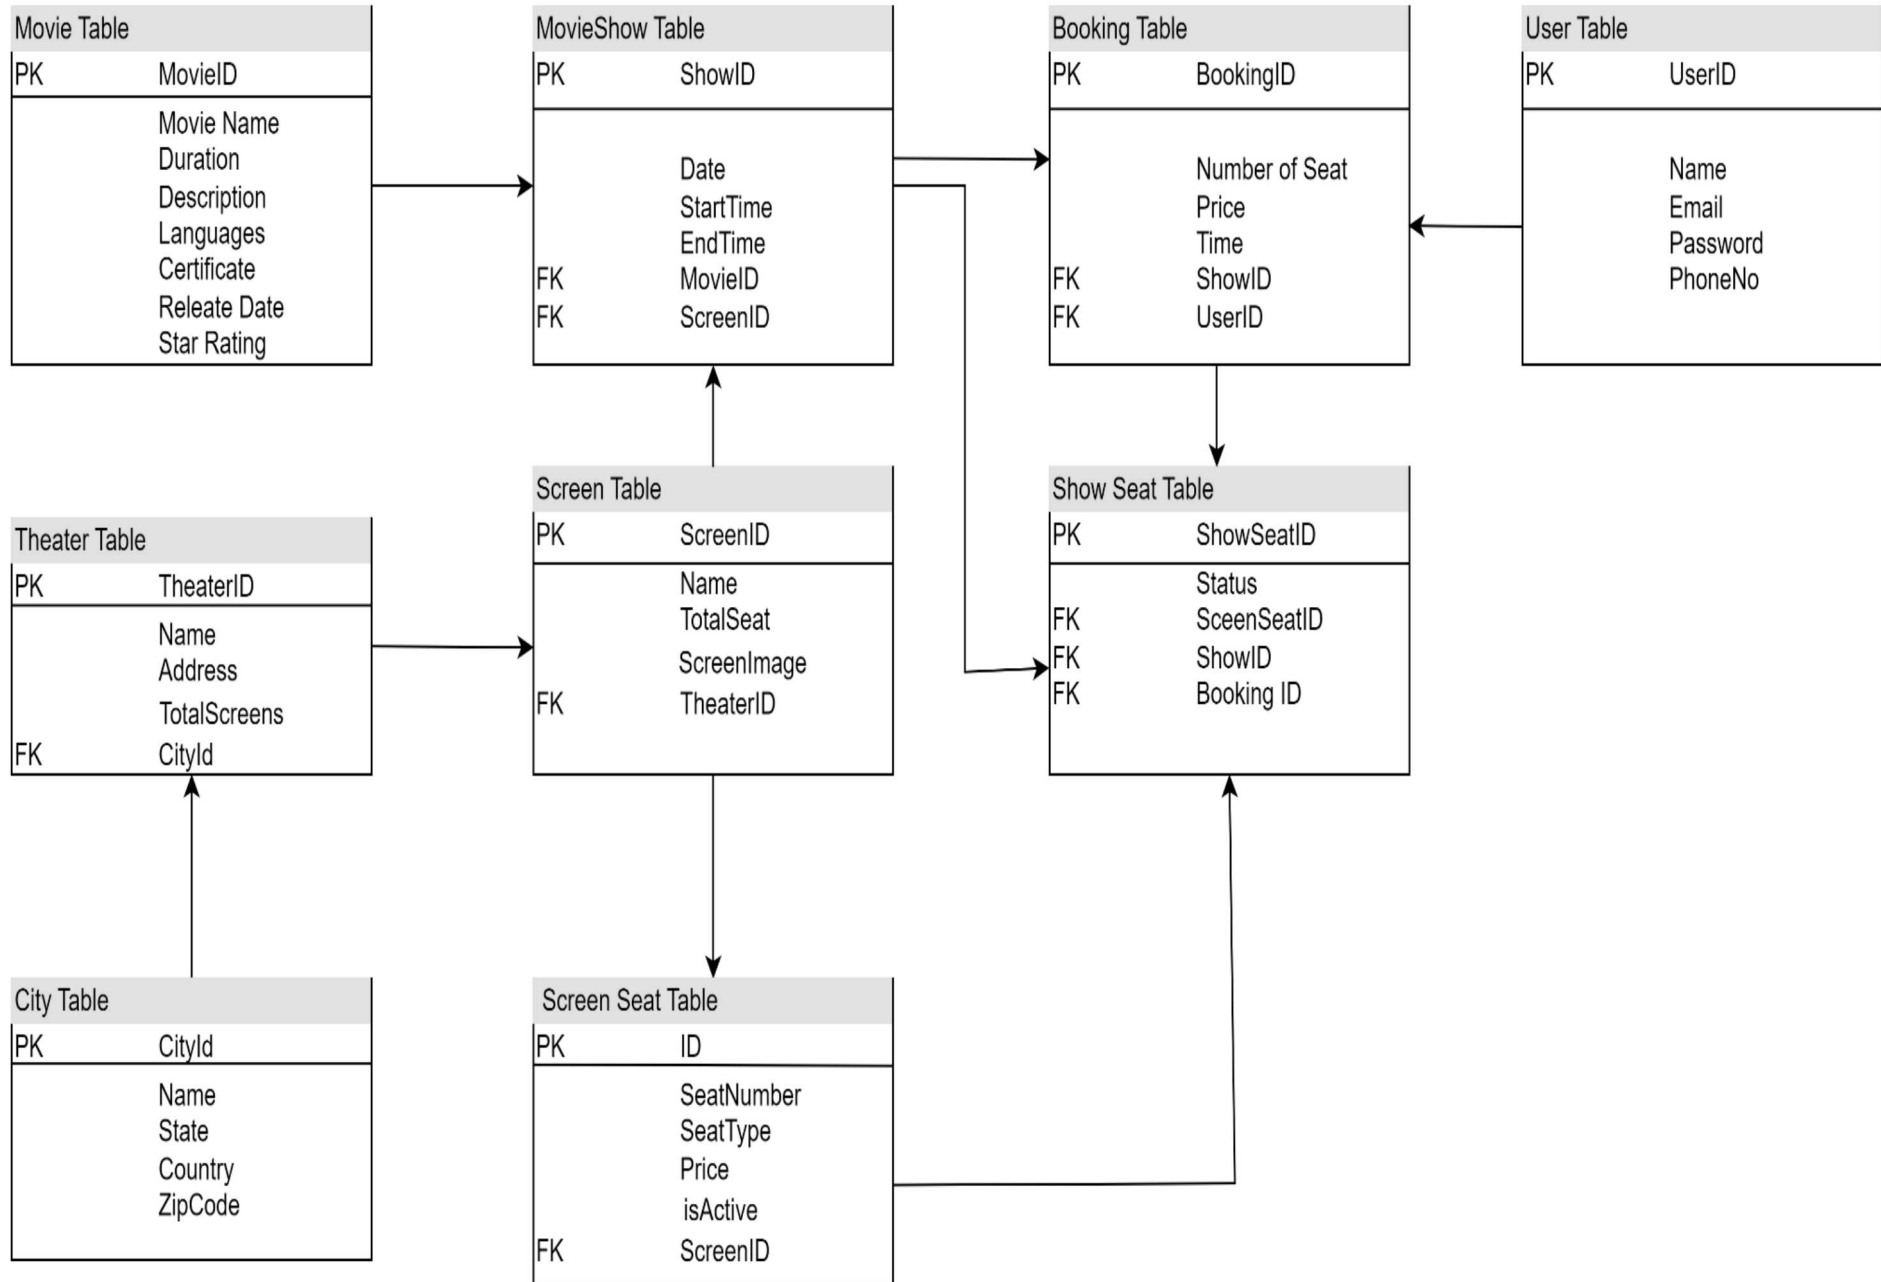 Movie Table
PK MovieID
Movie Name
Duration
Description
Languages
Certificate
Releate Date
Star Rating
MovieShow Table
PK ShowID
Date
StartTime
EndTime
FK MovieID
FK ScreenID
Booking Table
PK BookingID
Number of Seat
Price
Time
FK ShowID
FK UserID
User Table
PK UserID
Name
Email
Password
PhoneNo
Theater Table
PK TheaterID
Name
Address
TotalScreens
FK CityId
Screen Table
PK ScreenID
Name
TotalSeat
ScreenImage
FK TheaterID
Show Seat Table
PK ShowSeatID
Status
FK SceenSeatID
FK ShowID
FK Booking ID
City Table
PK CityId
Name
State
Country
ZipCode
Screen Seat Table
PK ID
SeatNumber
SeatType
Price
isActive
FK ScreenID